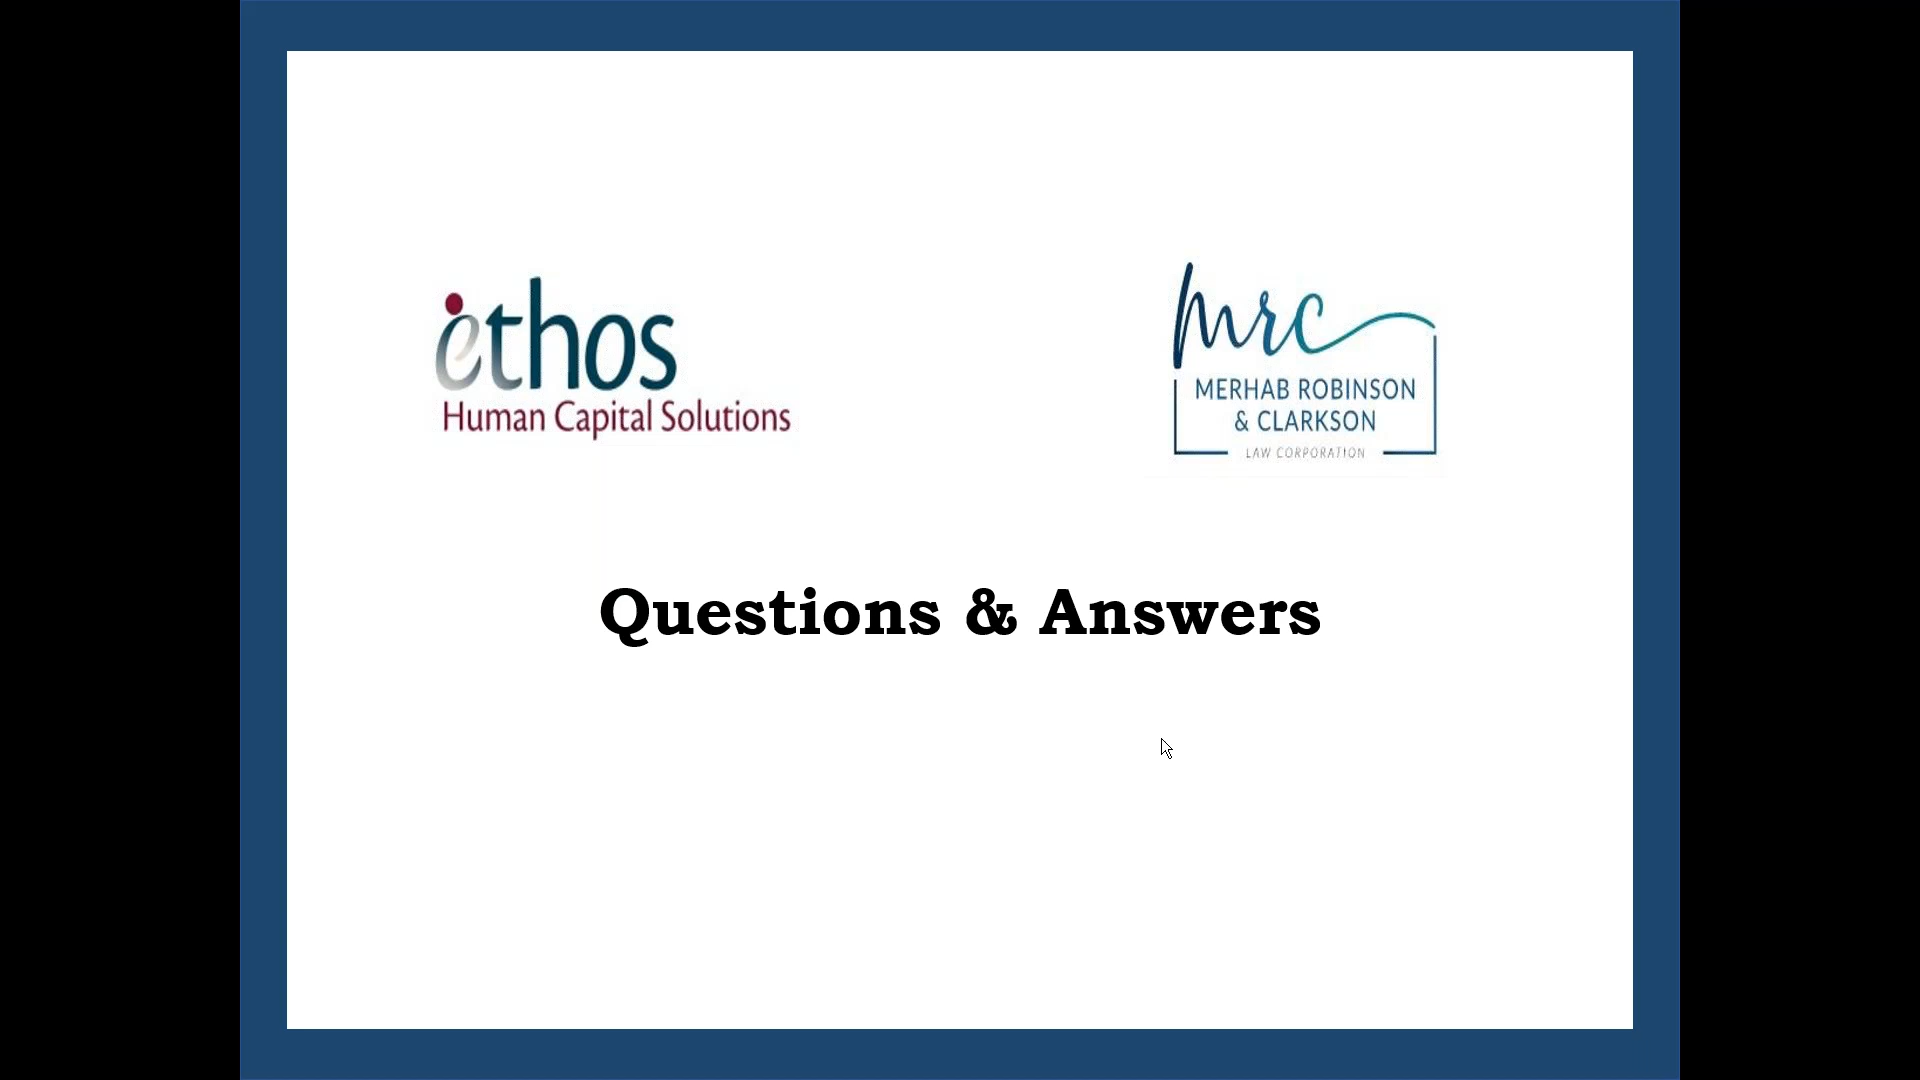 ethos
Human Capital Solutions
mrc
MERHAB ROBINSON
& CLARKSON
LAW CORPORATION
Questions & Answers